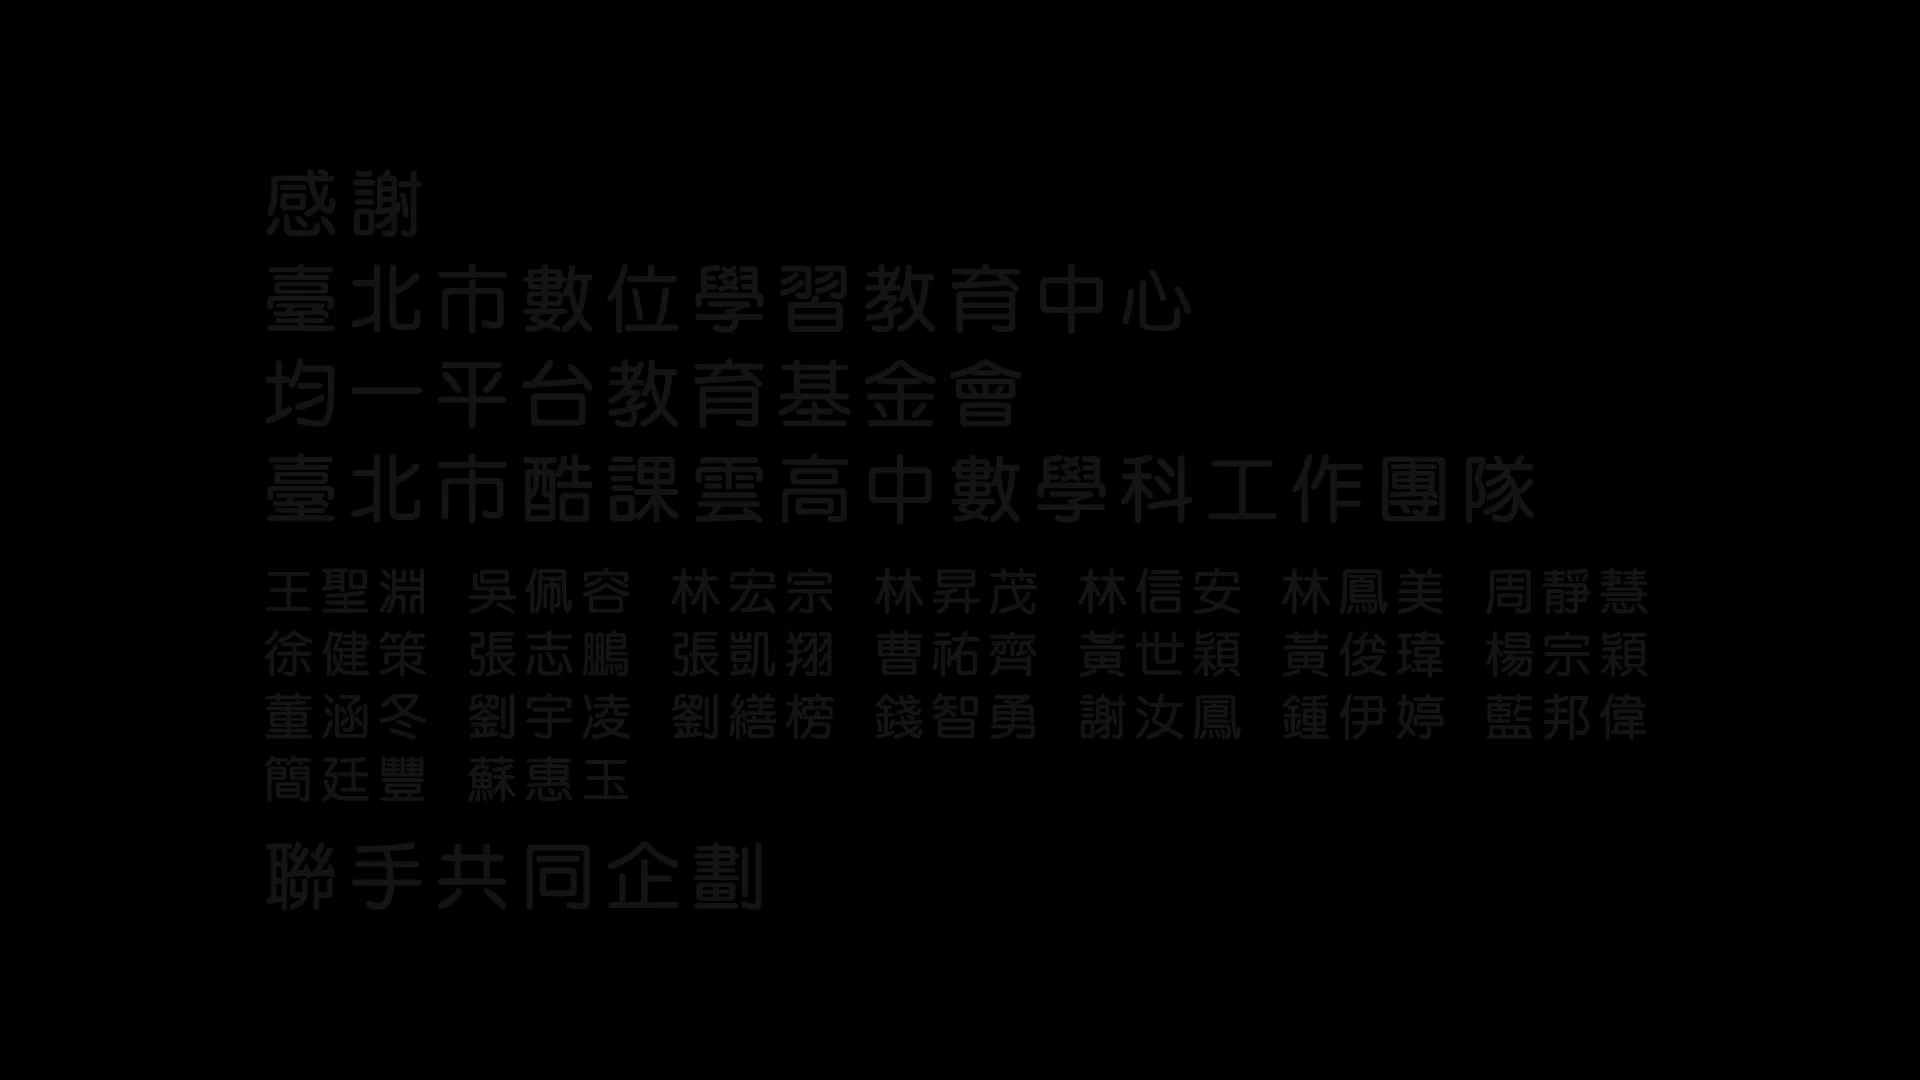 感謝
臺北市數位學習教育中心
均一平台教育基金會
臺北市酷課雲高中數學科工作團隊
王聖淵 吳佩容 林宏宗 林昇茂 林信安 林鳳美 周靜慧
徐健策 張志鵬 張凱翔 曹祐齊 黃世穎 黃俊瑋 楊宗穎
董涵冬 劉宇凌 劉繕榜 錢智勇 謝汝鳳 鍾伊婷 藍邦偉
簡廷豐 蘇惠玉
聯手共同企劃